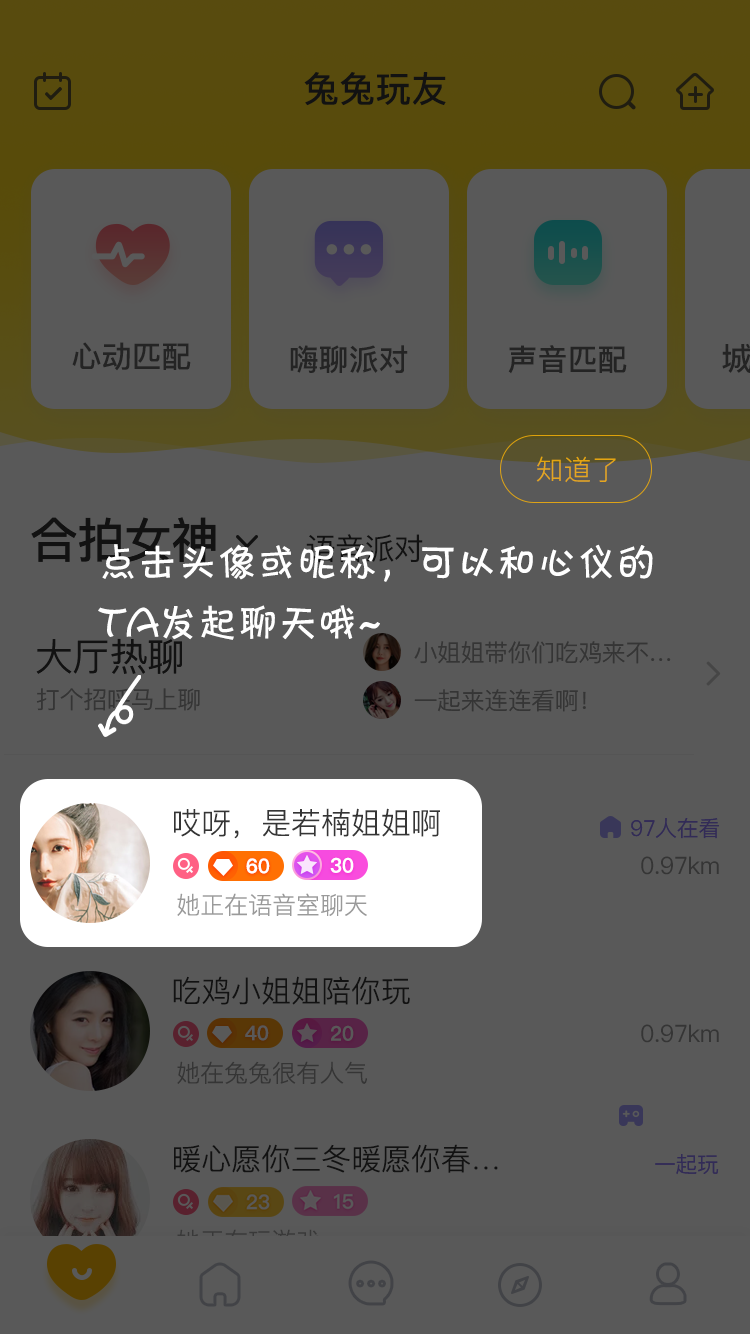 兔兔玩友
心动匹配
嗨聊派对
声音匹配
城
知道了
合拍女神
语音派对
点击头像或昵称，可以和心仪的
TA发起聊天哦~
大厅热聊
打个招呼马上聊
小姐姐带你们吃鸡来不...
一起来连连看啊！
哎呀，是若楠姐姐啊
97人在看
60 30
0.97km
她正在语音室聊天
吃鸡小姐姐陪你玩
40 20
0.97km
她在兔兔很有人气
暖心愿你三冬暖愿你春...
一起玩
23 15